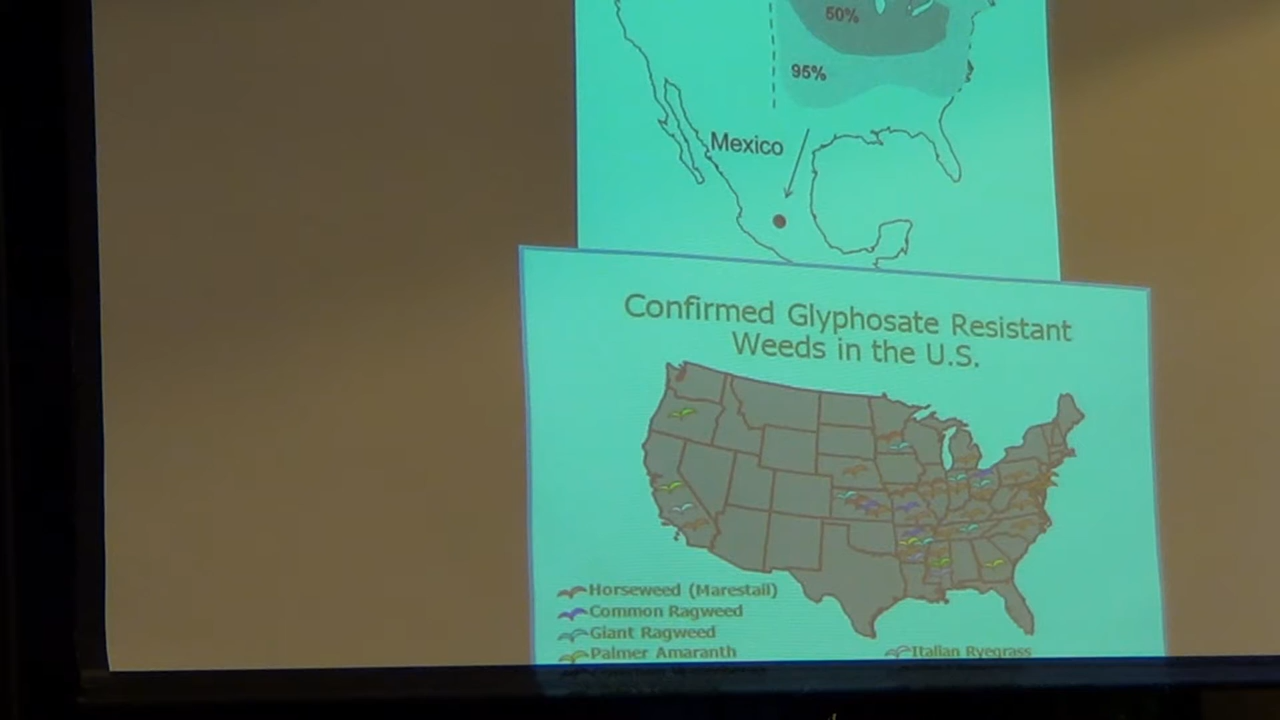 50%
95%
Mexico
Confirmed Glyphosate Resistant
Weeds in the U.S.
Horseweed (Marestail)
Common Ragweed
Giant Ragweed
Palmer Amaranth
Italian Ryegrass